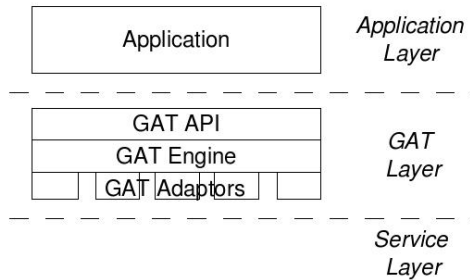 Application
Application
Layer
GAT API
GAT Engine
GAT Adaptors
GAT
Layer
Service
Layer